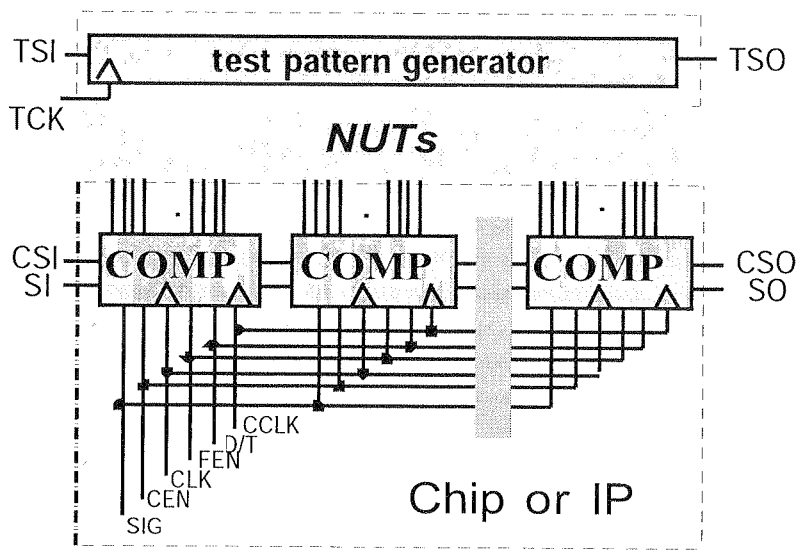 TSI
test pattern generator
TSO
TCK
NUTs
CSI
COMP
COMP
COMP
CSO
SI
SO
CCLK
D/T
FEN
CLK
CEN
SIG
Chip or IP